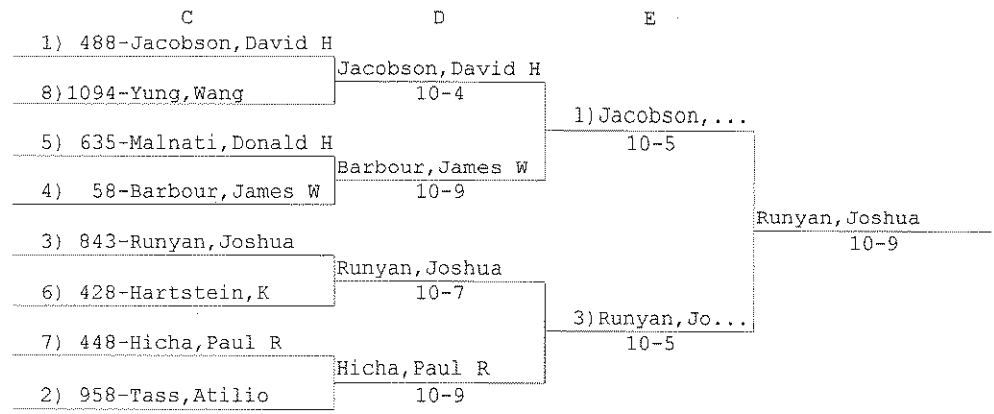 C D E
1) 488-Jacobson,David H
Jacobson,David H
8)1094-Yung,Wang
10-4
1)Jacobson,...
5) 635-Malnati,Donald H
10-5
Barbour,James W
4) 58-Barbour,James W
10-9
Runyan,Joshua
3) 843-Runyan,Joshua
10-9
Runyan,Joshua
6) 428-Hartstein,K
10-7
3)Runyan,Jo...
7) 448-Hicha,Paul R
10-5
Hicha,Paul R
2) 958-Tass,Atilio
10-9